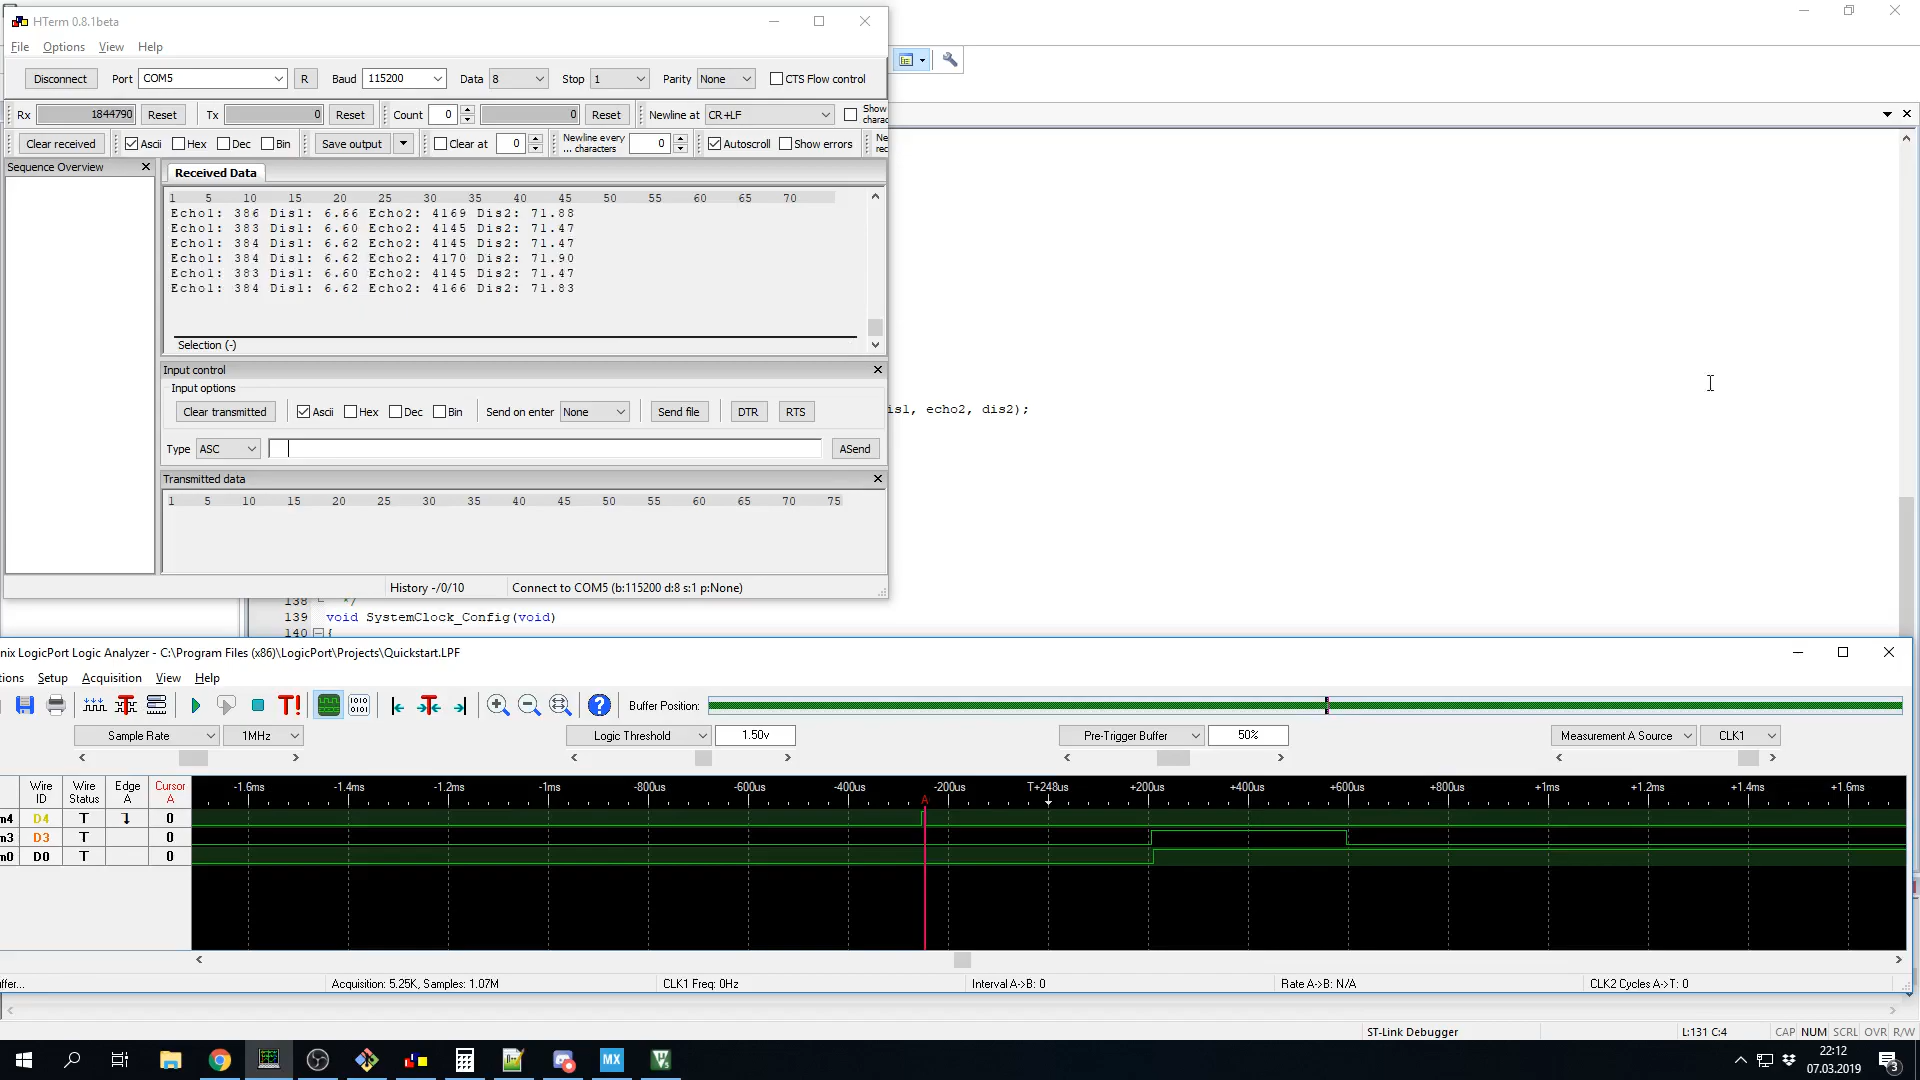 HTerm 0.8.1beta
File Options View Help
Disconnect Port COM5 R Baud 115200 Data 8 Stop 1 Parity None CTS Flow control
Rx 1844790 Reset Tx 0 Reset Count 0 0 Reset Newline at CR+LF Show
charac
Clear received Ascii Hex Dec Bin Save output Clear at 0 Newline every
... characters 0 Autoscroll Show errors Ne
rec
Sequence Overview
Received Data
1 5 10 15 20 25 30 35 40 45 50 55 60 65 70
Echo1: 386 Dis1: 6.66 Echo2: 4169 Dis2: 71.88
Echo1: 383 Dis1: 6.60 Echo2: 4145 Dis2: 71.47
Echo1: 384 Dis1: 6.62 Echo2: 4145 Dis2: 71.47
Echo1: 384 Dis1: 6.62 Echo2: 4170 Dis2: 71.90
Echo1: 383 Dis1: 6.60 Echo2: 4145 Dis2: 71.47
Echo1: 384 Dis1: 6.62 Echo2: 4166 Dis2: 71.83
Selection (-)
Input control
Input options
Clear transmitted Ascii Hex Dec Bin Send on enter None Send file DTR RTS
is1, echo2, dis2);
Type ASC ASend
Transmitted data
1 5 10 15 20 25 30 35 40 45 50 55 60 65 70 75
History -/0/10 Connect to COM5 (b:115200 d:8 s:1 p:None)
138 */
139 void SystemClock_Config(void)
140 {
nix LogicPort Logic Analyzer - C:\Program Files (x86)\LogicPort\Projects\Quickstart.LPF
tions Setup Acquisition View Help
T! Buffer Position:
Sample Rate 1MHz Logic Threshold 1.50v Pre-Trigger Buffer 50% Measurement A Source CLK1
Wire ID Wire Status Edge A Cursor A
-1.6ms -1.4ms -1.2ms -1ms -800us -600us -400us -200us T+248us +200us +400us +600us +800us +1ms +1.2ms +1.4ms +1.6ms
A
m4 D4 T 0
m3 D3 T 0
m0 D0 T 0
ffer... Acquisition: 5.25K, Samples: 1.07M CLK1 Freq: 0Hz Interval A->B: 0 Rate A->B: N/A CLK2 Cycles A->T: 0
ST-Link Debugger L:131 C:4 CAP NUM SCRL OVR R/W
MX
22:12
07.03.2019
3